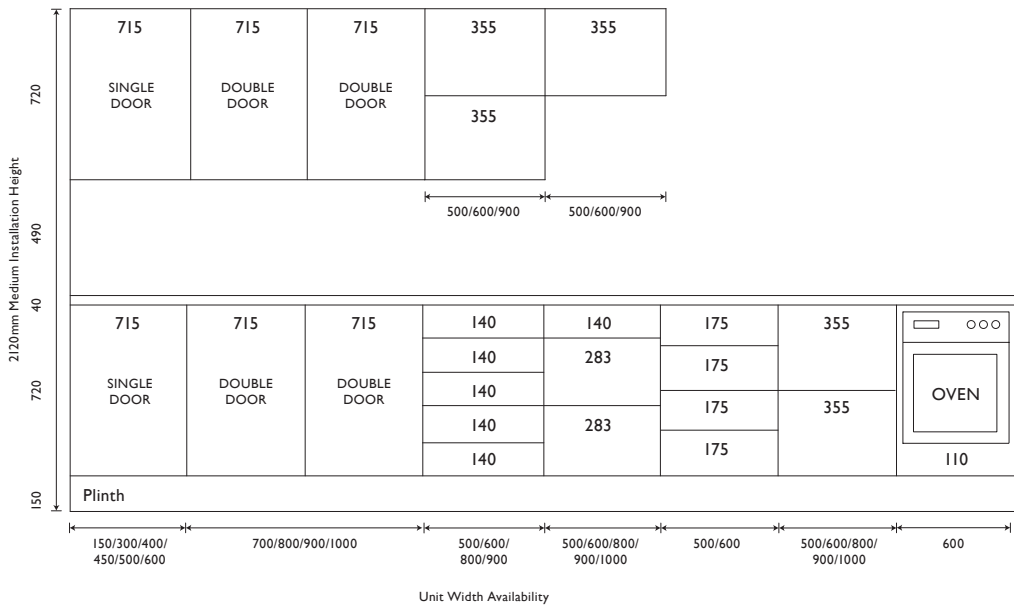 715
715
715
355
355
SINGLE
DOOR
DOUBLE
DOOR
DOUBLE
DOOR
355
500/600/900
500/600/900
2120mm Medium Installation Height
720
490
40
720
150
715
715
715
140
140
175
355
140
283
175
SINGLE
DOOR
DOUBLE
DOOR
DOUBLE
DOOR
140
OVEN
175
355
140
283
175
140
110
Plinth
150/300/400/
450/500/600
700/800/900/1000
500/600/
800/900
500/600/800/
900/1000
500/600
500/600/800/
900/1000
600
Unit Width Availability